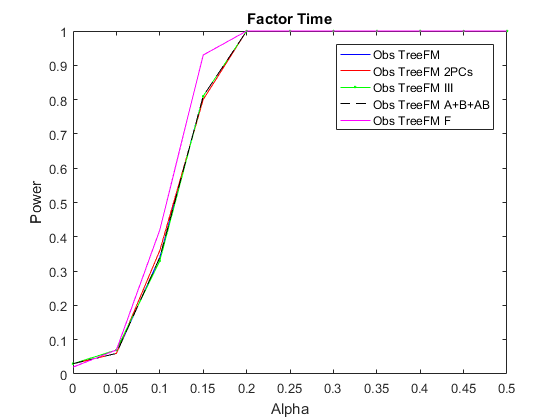 Factor Time
1
0.9
0.8
0.7
0.6
0.5
0.4
0.3
0.2
0.1
0
Power
Obs TreeFM
Obs TreeFM 2PCs
Obs TreeFM III
Obs TreeFM A+B+AB
Obs TreeFM F
0 0.05 0.1 0.15 0.2 0.25 0.3 0.35 0.4 0.45 0.5
Alpha